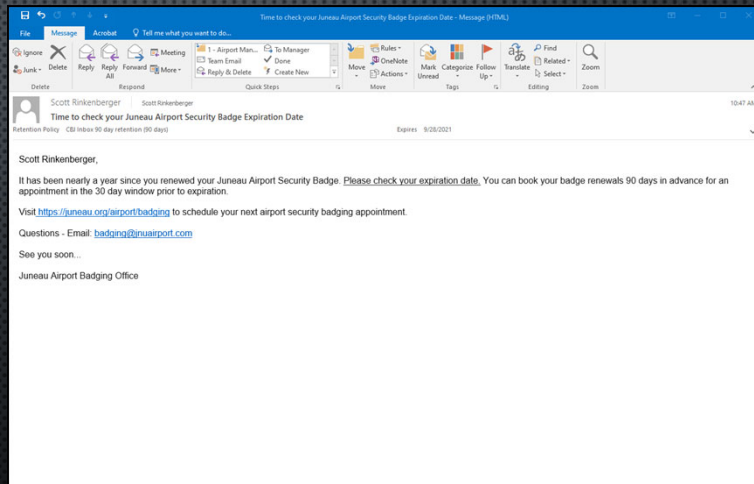 Time to check your Juneau Airport Security Badge Expiration Date - Message (HTML)
File Message Acrobat Tell me what you want to do...
Ignore
Junk
Delete
Reply
Reply All
Forward
Meeting
More
1 - Airport Man...
Team Email
Reply & Delete
To Manager
Done
Create New
Move
Rules
OneNote
Actions
Mark Unread
Categorize
Follow Up
Translate
Find
Related
Select
Zoom
Delete Respond Quick Steps Move Tags Editing Zoom
Scott Rinkenberger Scott Rinkenberger 10:47 AM
Time to check your Juneau Airport Security Badge Expiration Date
Retention Policy CBJ Inbox 90 day retention (90 days) Expires 9/28/2021
Scott Rinkenberger,
It has been nearly a year since you renewed your Juneau Airport Security Badge. Please check your expiration date. You can book your badge renewals 90 days in advance for an
appointment in the 30 day window prior to expiration.
Visit https://juneau.org/airport/badging to schedule your next airport security badging appointment.
Questions - Email: badging@jnuairport.com
See you soon...
Juneau Airport Badging Office